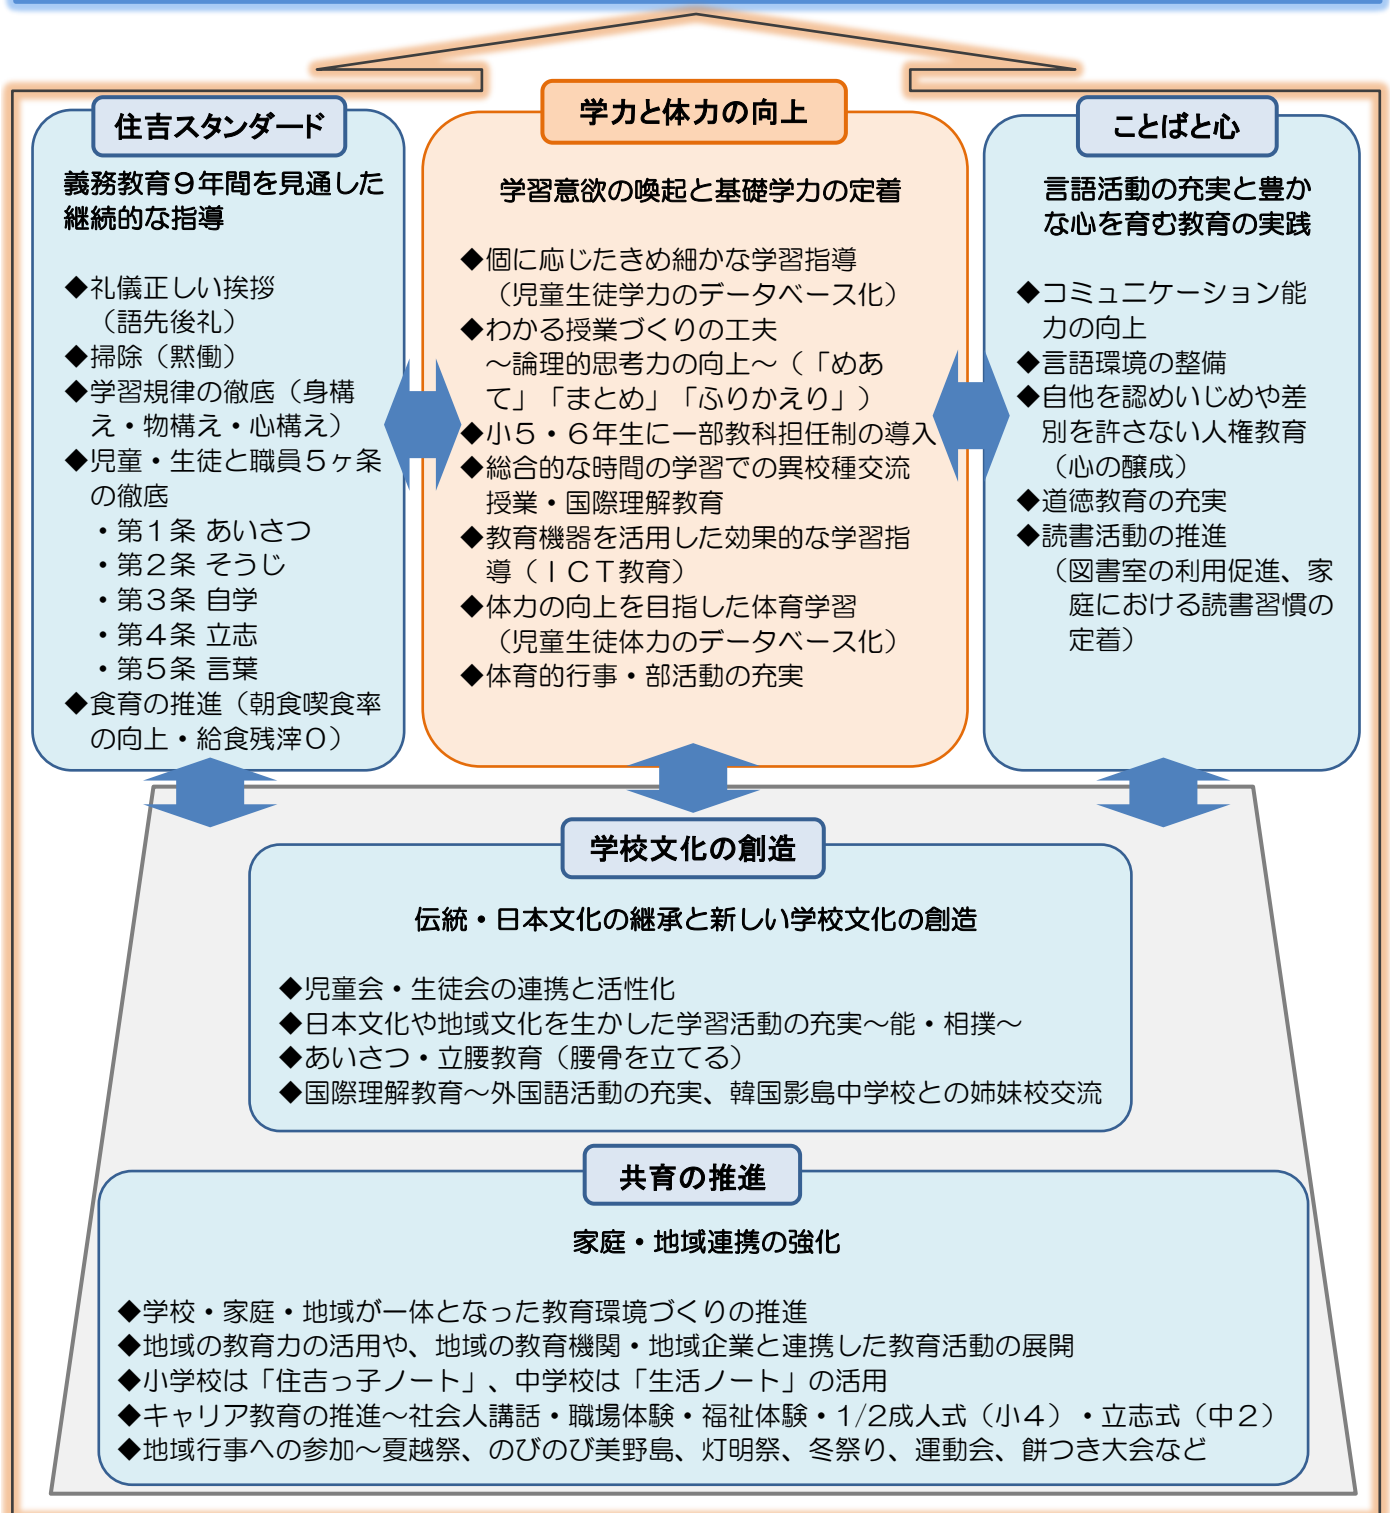 住吉スタンダード
義務教育９年間を見通した
継続的な指導
◆礼儀正しい挨拶
（語先後礼）
◆掃除（黙働）
◆学習規律の徹底（身構
え・物構え・心構え）
◆児童・生徒と職員５ヶ条
の徹底
・第１条 あいさつ
・第２条 そうじ
・第３条 自学
・第４条 立志
・第５条 言葉
◆食育の推進（朝食喫食率
の向上・給食残滓０）
学力と体力の向上
学習意欲の喚起と基礎学力の定着
◆個に応じたきめ細かな学習指導
（児童生徒学力のデータベース化）
◆わかる授業づくりの工夫
～論理的思考力の向上～（「めあ
て」「まとめ」「ふりかえり」）
◆小５・６年生に一部教科担任制の導入
◆総合的な時間の学習での異校種交流
授業・国際理解教育
◆教育機器を活用した効果的な学習指
導（ＩＣＴ教育）
◆体力の向上を目指した体育学習
（児童生徒体力のデータベース化）
◆体育的行事・部活動の充実
ことばと心
言語活動の充実と豊か
な心を育む教育の実践
◆コミュニケーション能
力の向上
◆言語環境の整備
◆自他を認めいじめや差
別を許さない人権教育
（心の醸成）
◆道徳教育の充実
◆読書活動の推進
（図書室の利用促進、家
庭における読書習慣の
定着）
学校文化の創造
伝統・日本文化の継承と新しい学校文化の創造
◆児童会・生徒会の連携と活性化
◆日本文化や地域文化を生かした学習活動の充実～能・相撲～
◆あいさつ・立腰教育（腰骨を立てる）
◆国際理解教育～外国語活動の充実、韓国影島中学校との姉妹校交流
共育の推進
家庭・地域連携の強化
◆学校・家庭・地域が一体となった教育環境づくりの推進
◆地域の教育力の活用や、地域の教育機関・地域企業と連携した教育活動の展開
◆小学校は「住吉っ子ノート」、中学校は「生活ノート」の活用
◆キャリア教育の推進～社会人講話・職場体験・福祉体験・1/2成人式（小４）・立志式（中２）
◆地域行事への参加～夏越祭、のびのび美野島、灯明祭、冬祭り、運動会、餅つき大会など